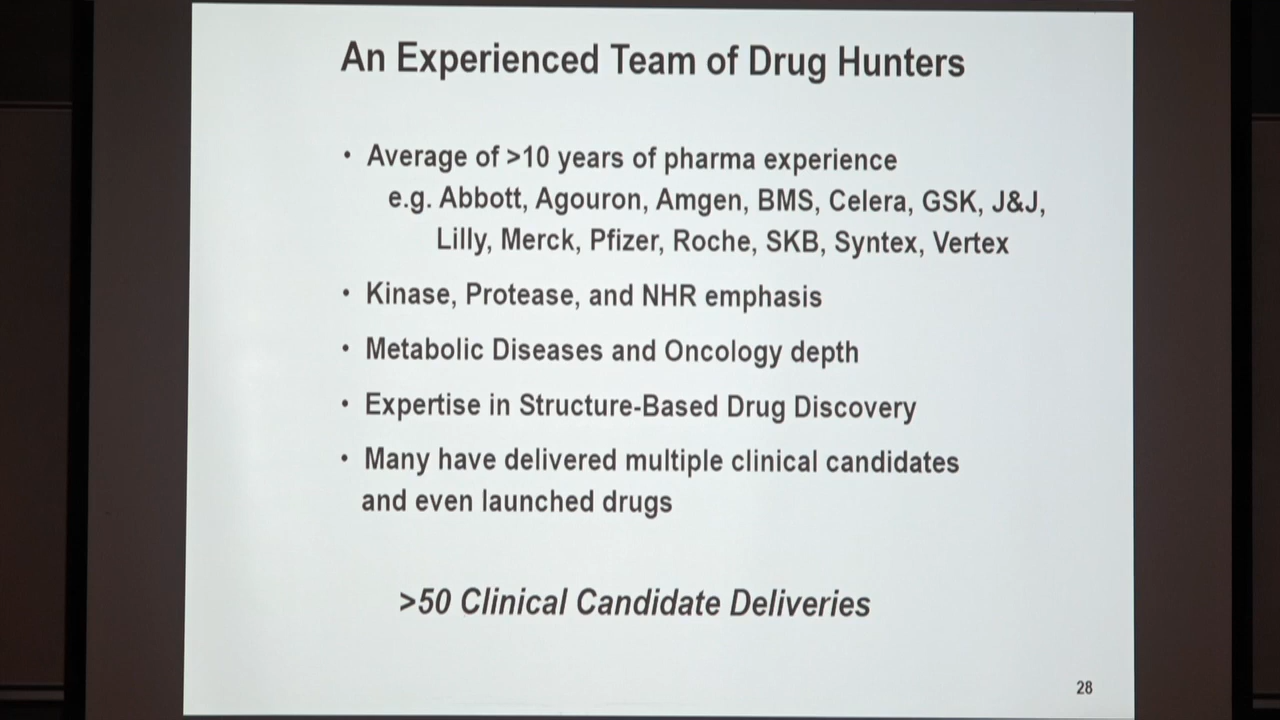 An Experienced Team of Drug Hunters
• Average of >10 years of pharma experience
e.g. Abbott, Agouron, Amgen, BMS, Celera, GSK, J&J,
Lilly, Merck, Pfizer, Roche, SKB, Syntex, Vertex
• Kinase, Protease, and NHR emphasis
• Metabolic Diseases and Oncology depth
• Expertise in Structure-Based Drug Discovery
• Many have delivered multiple clinical candidates
and even launched drugs
>50 Clinical Candidate Deliveries
28